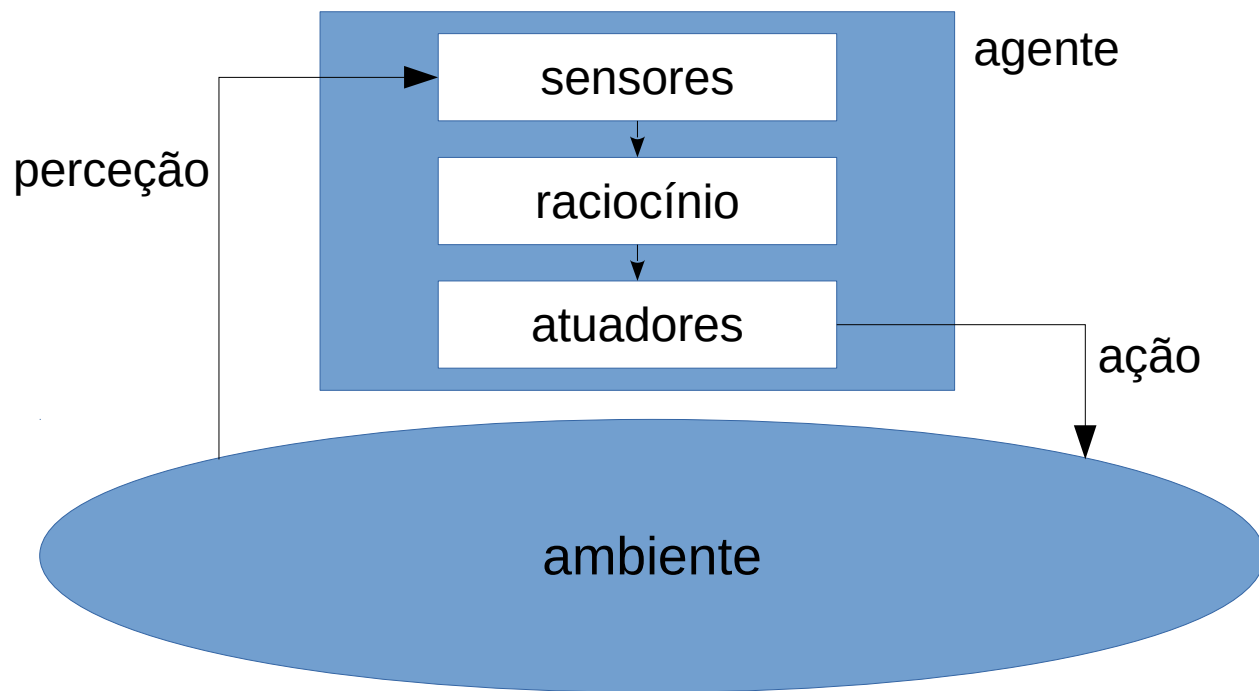 agente
sensores
perceção
raciocínio
atuadores
ação
ambiente